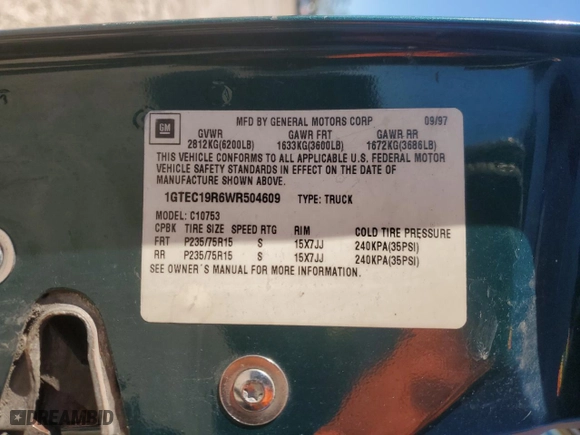 MFD BY GENERAL MOTORS CORP 09/97
GM
GVWR GAWR FRT GAWR RR
2812KG(6200LB) 1633KG(3600LB) 1672KG(3686LB)
THIS VEHICLE CONFORMS TO ALL APPLICABLE U.S. FEDERAL MOTOR
VEHICLE SAFETY STANDARDS IN EFFECT ON THE DATE OF
MANUFACTURE SHOWN ABOVE.
1GTEC19R6WR504609 TYPE: TRUCK
MODEL: C10753
CPBK TIRE SIZE SPEED RTG RIM COLD TIRE PRESSURE
FRT P235/75R15 S 15X7JJ 240KPA(35PSI)
RR P235/75R15 S 15X7JJ 240KPA(35PSI)
SEE OWNER`S MANUAL FOR MORE INFORMATION.
DREAMBID